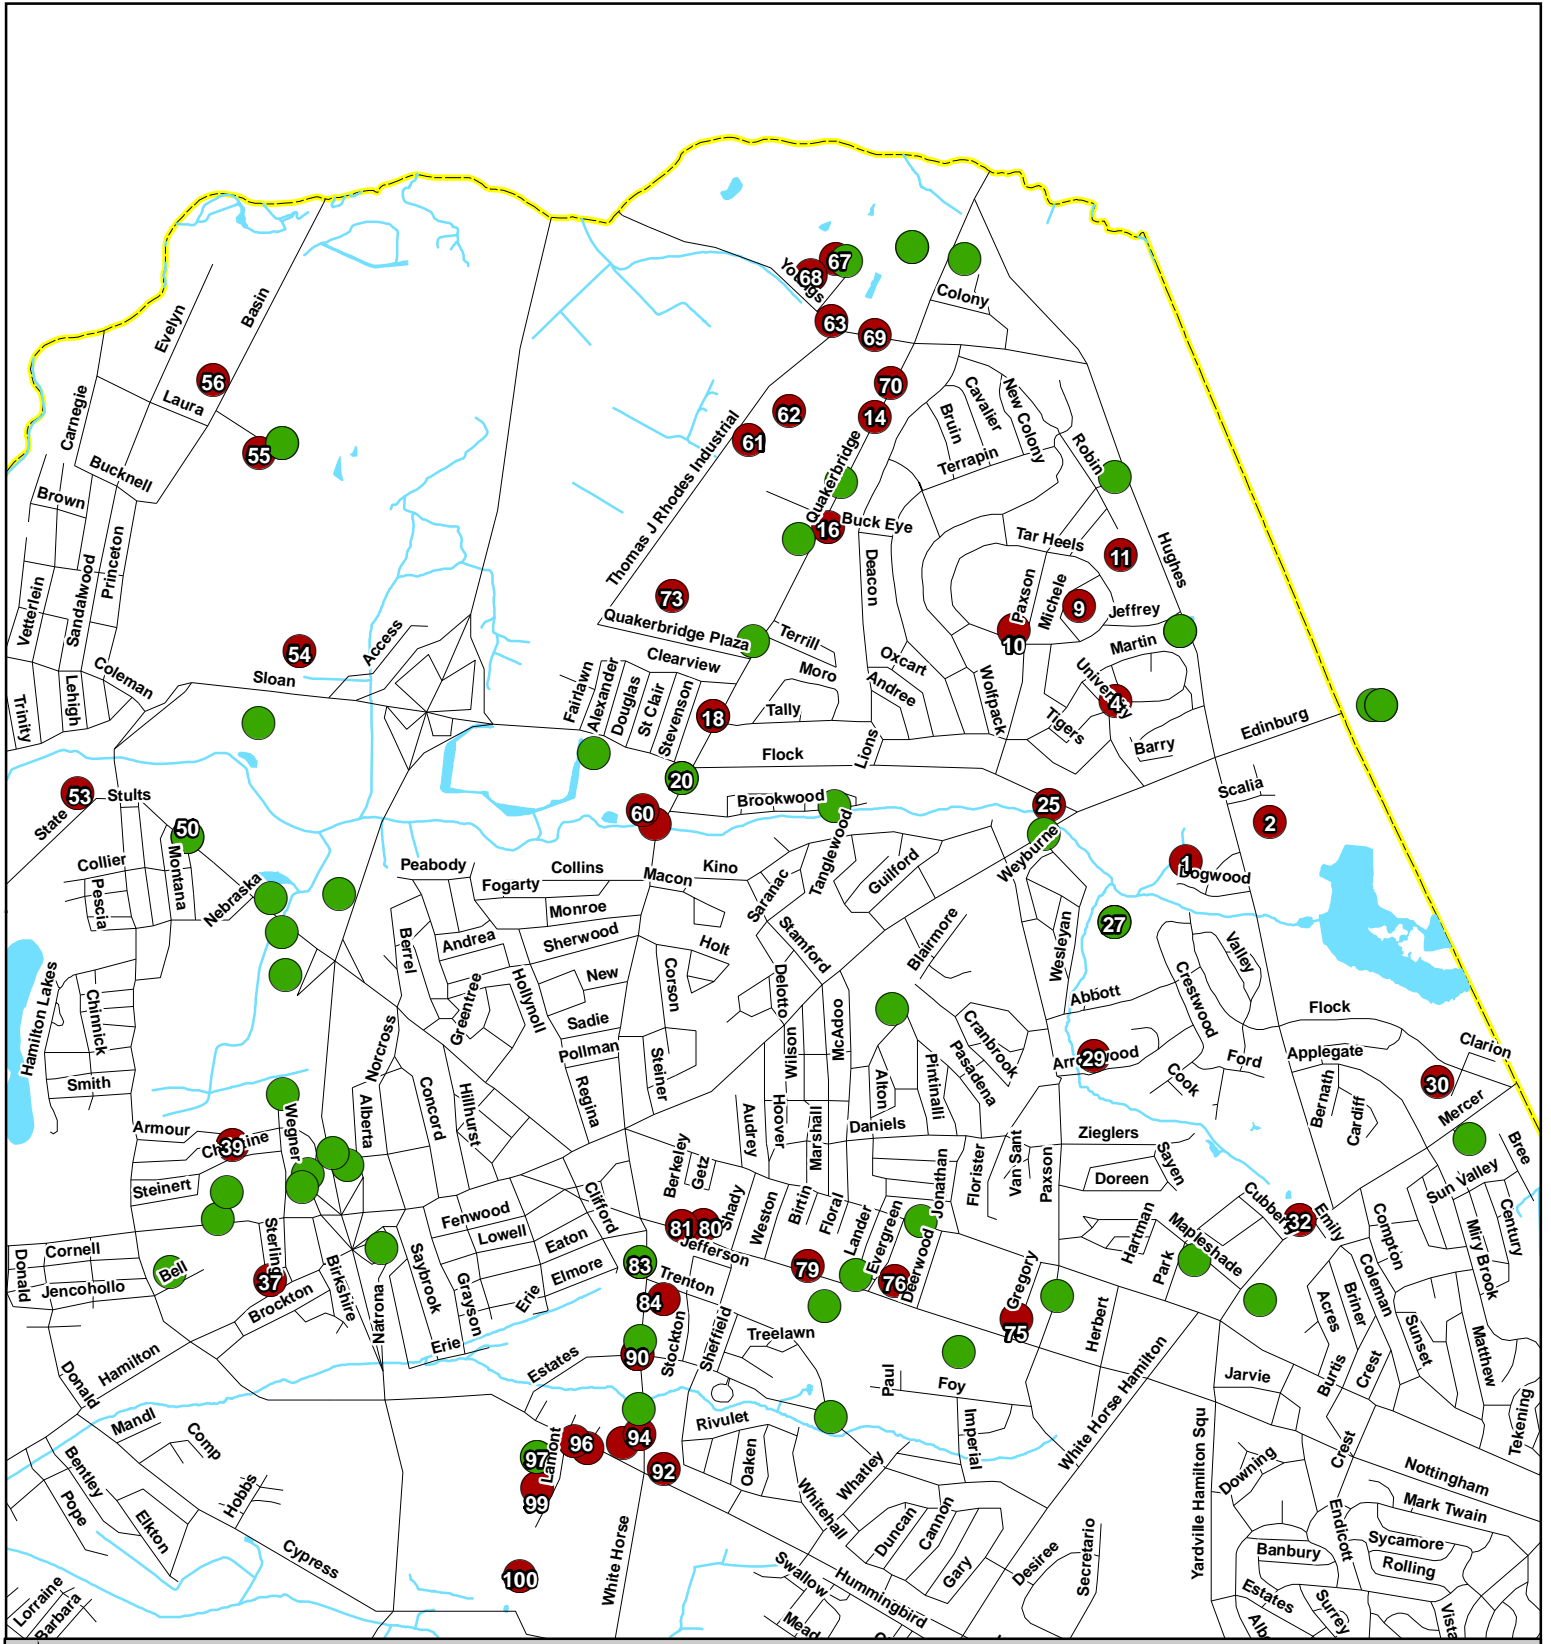 67
68
Youngs
Colony
63
69
Evelyn
Basin
56
Laura
Carnegie
70
62
14
61
Cavalier
New Colony
Bruin
Terrapin
Robin
55
Bucknell
Brown
Thomas J Rhodes Industrial
Quakerbridge
16
Buck Eye
Tar Heels
11
Hughes
Princeton
Sandalwood
Vetterlein
Deacon
Paxson
Michele
9
Jeffrey
73
Quakerbridge Plaza
Terrill
10
Martin
54
Access
Sloan
Coleman
Lehigh
Trinity
Clearview
Moro
Oxcart
Andree
Wolfpack
University
4
Fairlawn
Alexander
Douglas
St Clair
Stevenson
18
Tally
Tigers
Barry
Edinburg
Flock
Lions
20
53
Stults
State
50
Montana
Collier
Pescia
Nebraska
60
Brookwood
Tanglewood
25
Weyburne
Scalia
2
1
Dogwood
Peabody
Collins
Kino
Macon
Fogarty
Monroe
Saranac
Guilford
27
Berrel
Andrea
Sherwood
Holt
Stamford
Blairmore
Wesleyan
Valley
Hamilton Lakes
Chinnick
Greentree
Hollynoll
New
Corson
Delotto
McAdoo
Abbott
Crestwood
Sadie
Wilson
Cranbrook
Flock
Norcross
Pollman
Steiner
Pasadena
Arrowwood
29
Ford
Applegate
Clarion
Smith
Concord
Hillhurst
Regina
Alton
Pintinalli
Cook
30
Bernath
Cardiff
Mercer
Armour
Christine
39
Wegner
Alberta
Audrey
Hoover
Marshall
Daniels
Zieglers
Bree
Steinert
Berkeley
Getz
Florister
Van Sant
Paxson
Doreen
Sayen
Sun Valley
Clifford
81
80
Shady
Weston
Birtin
Floral
Lander
Evergreen
Jonathan
Deerwood
Cubberly
32
Emily
Compton
Century
Miry Brook
Fenwood
Lowell
Eaton
Elmore
Jefferson
Hartman
Mapleshade
Park
Cornell
Donald
Jencohollo
Bell
Sterling
37
Brockton
Birkshire
Saybrook
Grayson
Erie
83
Trenton
79
76
Gregory
Coleman
Briner
Acres
84
Stockton
Sheffield
Treelawn
75
Herbert
Natrona
Erie
90
Estates
Sunset
Matthew
Hamilton
Donald
Paul
Foy
White Horse Hamilton
Jarvie
Burtis
Crest
Mandl
Comp
Rivulet
Imperial
Yardville Hamilton Squ
Tekening
Bentley
Pope
97
Lamont
96
94
92
Oaken
Whatley
Crest
Nottingham
Hobbs
99
Whitehall
Downing
Mark Twain
Elkton
Duncan
Cannon
Endicott
Sycamore
Cypress
White Horse
Gary
Desiree
Secretario
Banbury
Rolling
100
Swallow
Hummingbird
Estates
Surrey
Vista
Lorraine
Barbara
Mead
Alb